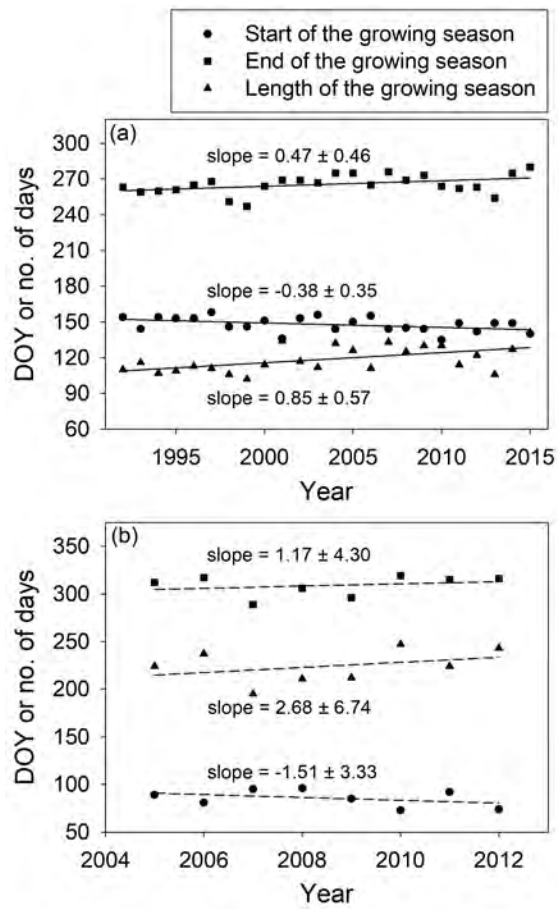 Start of the growing season
End of the growing season
Length of the growing season
(a)
300
270
240
210
180
150
120
90
60
slope = 0.47 ± 0.46
slope = -0.38 ± 0.35
slope = 0.85 ± 0.57
DOY or no. of days
1995 2000 2005 2010 2015
Year
(b)
350
300
250
200
150
100
50
slope = 1.17 ± 4.30
slope = 2.68 ± 6.74
slope = -1.51 ± 3.33
DOY or no. of days
2004 2006 2008 2010 2012
Year